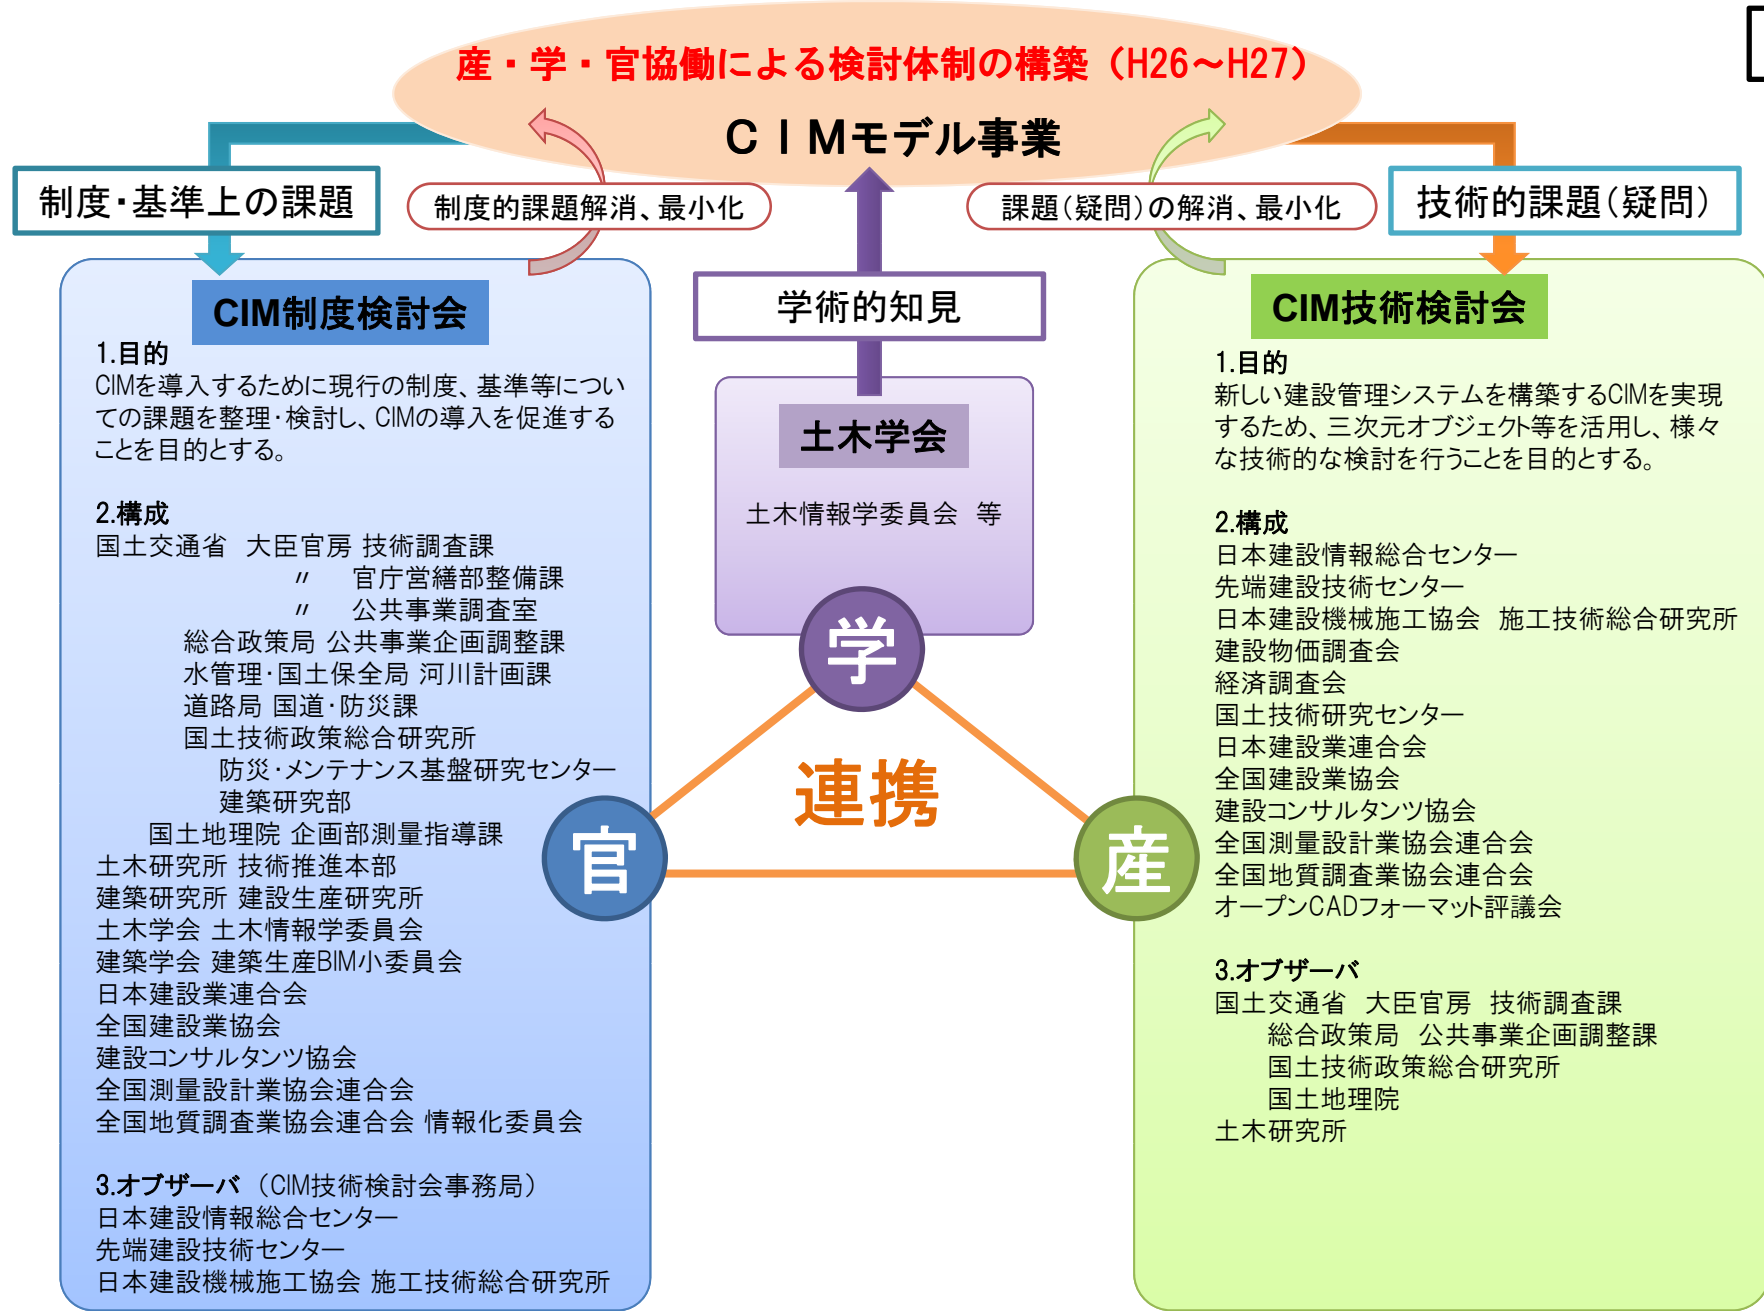 産・学・官協働による検討体制の構築（H26～H27）
ＣＩＭモデル事業
制度・基準上の課題
制度的課題解消、最小化
課題（疑問）の解消、最小化
技術的課題（疑問）
CIM制度検討会
1.目的
CIMを導入するために現行の制度、基準等につい
ての課題を整理・検討し、CIMの導入を促進する
ことを目的とする。
2.構成
国土交通省　大臣官房 技術調査課
〃　官庁営繕部整備課
〃　公共事業調査室
総合政策局 公共事業企画調整課
水管理・国土保全局 河川計画課
道路局 国道・防災課
国土技術政策総合研究所
防災・メンテナンス基盤研究センター
建築研究部
国土地理院 企画部測量指導課
土木研究所 技術推進本部
建築研究所 建設生産研究所
土木学会 土木情報学委員会
建築学会 建築生産BIM小委員会
日本建設業連合会
全国建設業協会
建設コンサルタンツ協会
全国測量設計業協会連合会
全国地質調査業協会連合会 情報化委員会
3.オブザーバ （CIM技術検討会事務局）
日本建設情報総合センター
先端建設技術センター
日本建設機械施工協会 施工技術総合研究所
学術的知見
土木学会
土木情報学委員会　等
学
連携
官
産
CIM技術検討会
1.目的
新しい建設管理システムを構築するCIMを実現
するため、三次元オブジェクト等を活用し、様々
な技術的な検討を行うことを目的とする。
2.構成
日本建設情報総合センター
先端建設技術センター
日本建設機械施工協会　施工技術総合研究所
建設物価調査会
経済調査会
国土技術研究センター
日本建設業連合会
全国建設業協会
建設コンサルタンツ協会
全国測量設計業協会連合会
全国地質調査業協会連合会
オープンCADフォーマット評議会
3.オブザーバ
国土交通省　大臣官房　技術調査課
総合政策局　公共事業企画調整課
国土技術政策総合研究所
国土地理院
土木研究所